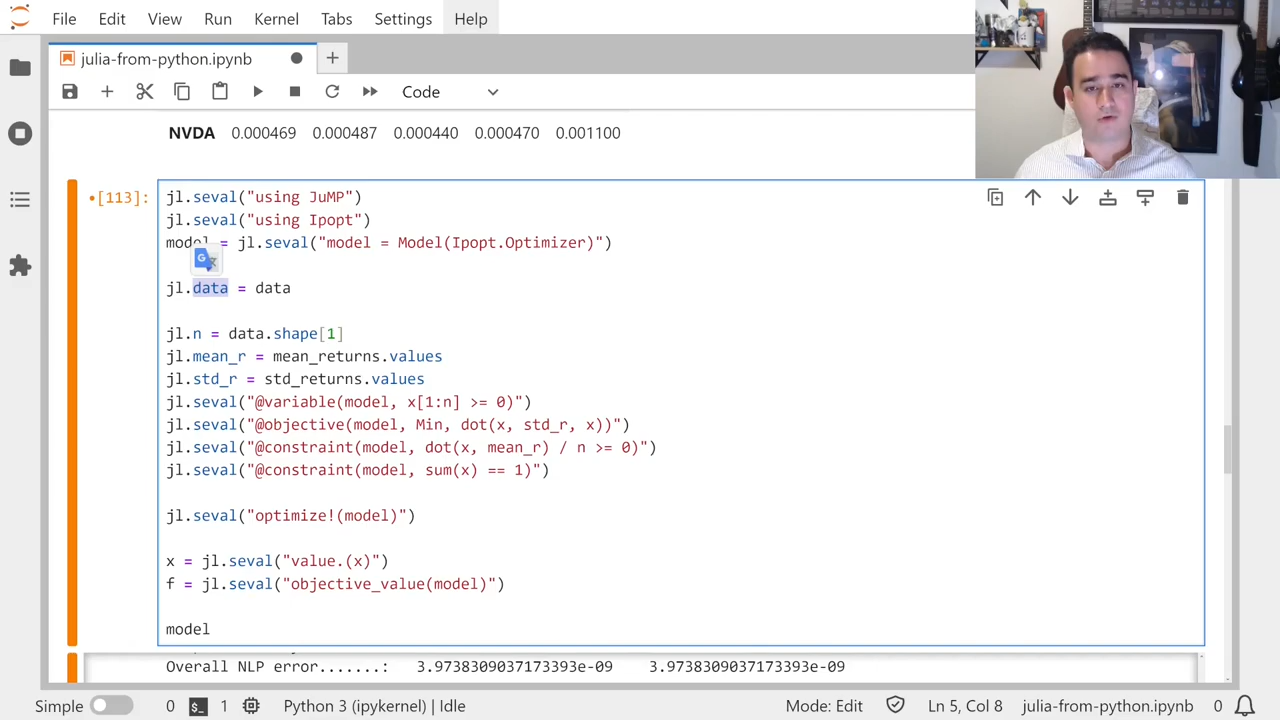 File Edit View Run Kernel Tabs Settings Help
julia-from-python.ipynb
Code
NVDA 0.000469 0.000487 0.000440 0.000470 0.001100
[113]: jl.seval("using JuMP")
jl.seval("using Ipopt")
model = jl.seval("model = Model(Ipopt.Optimizer)")
jl.data = data
jl.n = data.shape[1]
jl.mean_r = mean_returns.values
jl.std_r = std_returns.values
jl.seval("@variable(model, x[1:n] >= 0)")
jl.seval("@objective(model, Min, dot(x, std_r, x))")
jl.seval("@constraint(model, dot(x, mean_r) / n >= 0)")
jl.seval("@constraint(model, sum(x) == 1)")
jl.seval("optimize!(model)")
x = jl.seval("value.(x)")
f = jl.seval("objective_value(model)")
model
Overall NLP error.......: 3.9738309037173393e-09 3.9738309037173393e-09
Simple 0 1 Python 3 (ipykernel) | Idle Mode: Edit Ln 5, Col 8 julia-from-python.ipynb 0